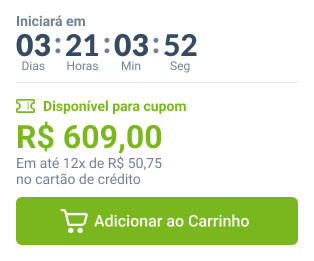 Iniciará em
03:21:03:52
Dias Horas Min Seg
Disponível para cupom
R$ 609,00
Em até 12x de R$ 50,75
no cartão de crédito
Adicionar ao Carrinho